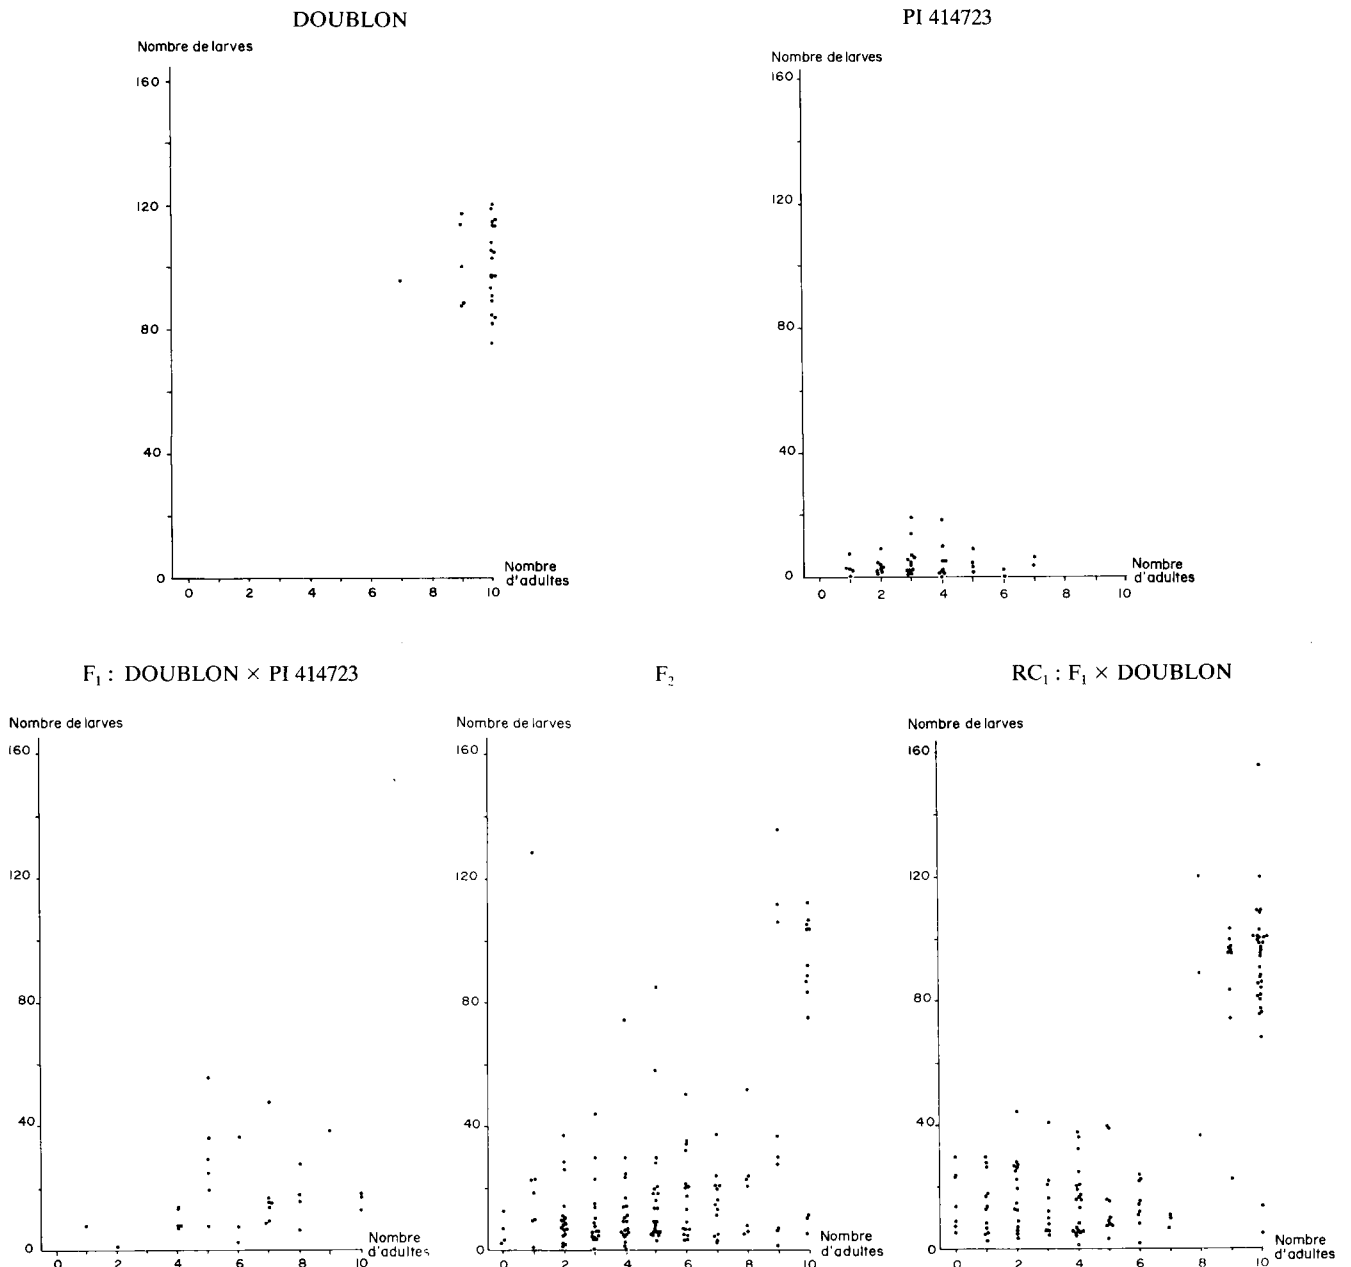 DOUBLON
Nombre de larves
160
120
80
40
0
0 2 4 6 8 10
Nombre
d'adultes
PI 414723
Nombre de larves
160
120
80
40
0
0 2 4 6 8 10
Nombre
d'adultes
F₁ : DOUBLON × PI 414723
Nombre de larves
160
120
80
40
0
0 2 4 6 8 10
Nombre
d'adultes
F₂
Nombre de larves
160
120
80
40
0
0 2 4 6 8 10
Nombre
d'adultes
RC₁ : F₁ × DOUBLON
Nombre de larves
160
120
80
40
0
0 2 4 6 8 10
Nombre
d'adultes